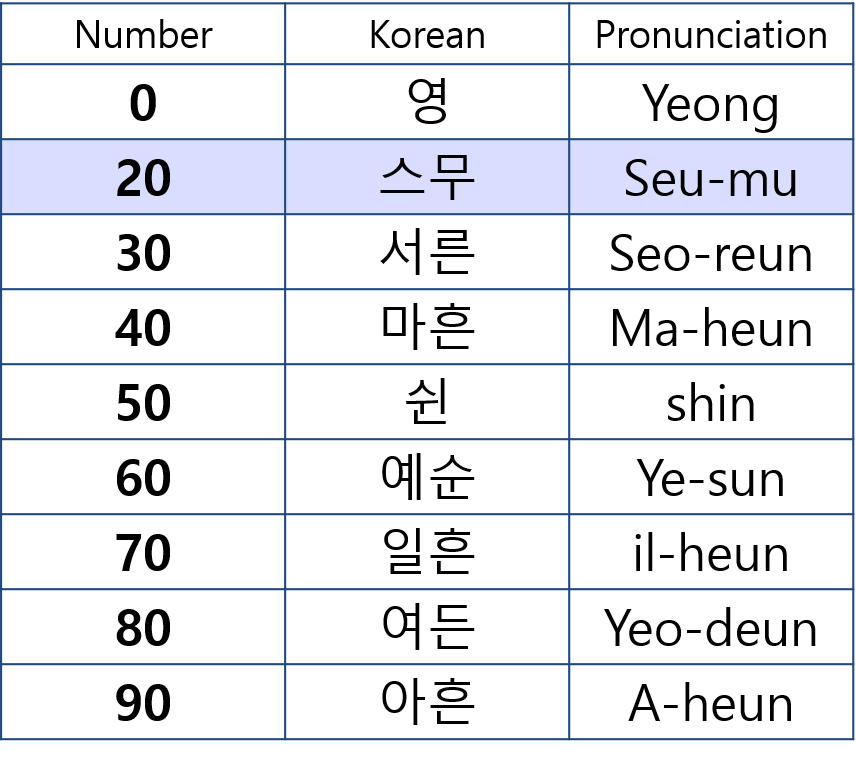 Number Korean Pronunciation
0 영 Yeong
20 스무 Seu-mu
30 서른 Seo-reun
40 마흔 Ma-heun
50 쉰 shin
60 예순 Ye-sun
70 일흔 il-heun
80 여든 Yeo-deun
90 아흔 A-heun